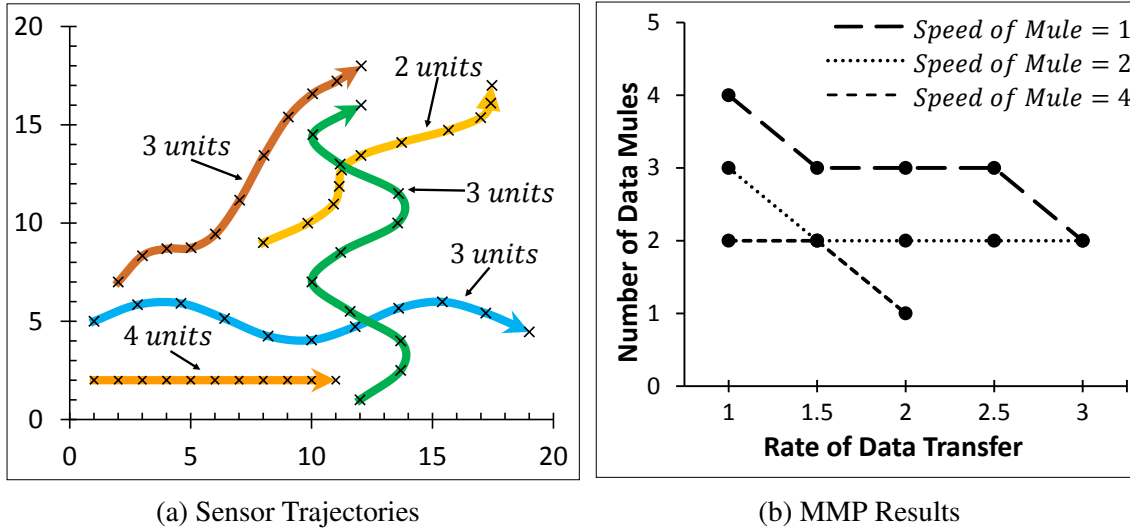 20
15
10
5
0
0 5 10 15 20
3 units
2 units
3 units
3 units
4 units
(a) Sensor Trajectories
Speed of Mule = 1
Speed of Mule = 2
Speed of Mule = 4
Number of Data Mules
5
4
3
2
1
0
1 1.5 2 2.5 3
Rate of Data Transfer
(b) MMP Results